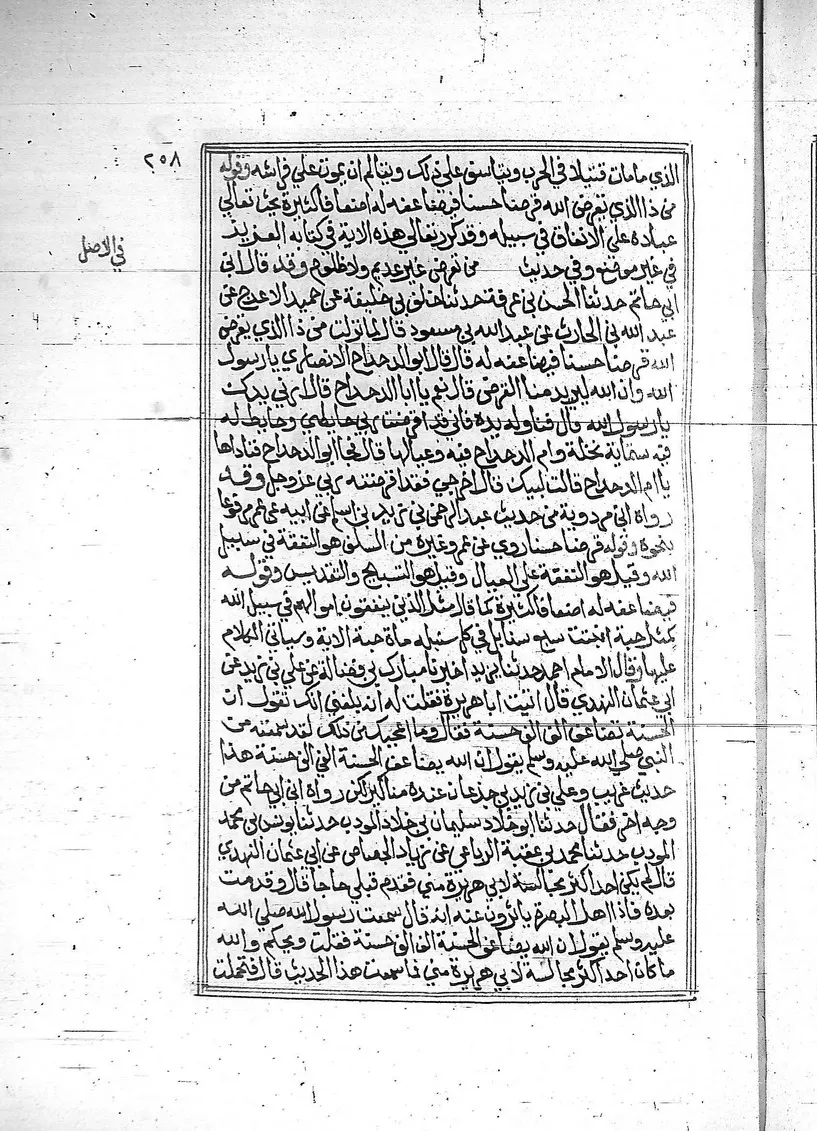 ٢٥٨
الذي ما مات قتيلا في الحرب ويتاسف علي ذلك ويتالم ان يموت علي فراشه وقوله
من ذا الذي يقرض الله قرضا حسنا فيضاعفه له اضعافا كثيرة يحث تعالي
عباده علي الانفاق في سبيله وقد كرر تعالي هذه الاية في كتابه العزيز
في غير موضع وفي حديث من يقرض غير عديم ولا ظلوم وقد قال ابن
في الاصل
ابي حاتم حدثنا الحسن بن عرفة حدثنا خلف بن خليفة عن حميد الاعرج عن
عبد الله بن الحارث عن عبد الله بن مسعود قال لما نزلت من ذا الذي يقرض
الله قرضا حسنا فيضاعفه له قال قال ابو الدحداح الانصاري يا رسول
الله وان الله ليريد منا القرض قال نعم يا ابا الدحداح قال ارني يدك
يا رسول الله قال فناوله يده قال فاني قد اقرضت ربي حايطي وحايط له
فيه ستمائة نخلة وام الدحداح فيه وعيالها قال فجا ابو الدحداح فناداها
يا ام الدحداح قالت لبيك قال اخرجي فقد اقرضته ربي عز وجل وقد
رواه ابن مردوية من حديث عبد الرحمن بن زيد بن اسلم عن ابيه عن عمر مرفوعا
بنحوه وقوله قرضا حسنا روي عن عمر وغيره من السلف هو النفقة في سبيل
الله وقيل هو النفقة علي العيال وقيل هو التسبيح والتقديس وقوله
فيضاعفه له اضعافا كثيرة كما قال مثل الذين ينفقون اموالهم في سبيل الله
كمثل حبة انبتت سبع سنابل في كل سنبله ماة حبة الاية وسياتي الكلام
عليها وقال الامام احمد حدثنا يزيد اخبرنا مبارك بن فضالة عن علي بن زيد عن
ابي عثمان النهدي قال اتيت ابا هريرة فقلت له انه بلغني انك تقول ان
الحسنة تضاعف الف الف حسنة فقال وما اعجبك من ذلك لقد سمعته من
النبي صلي الله عليه وسلم يقول ان الله يضاعف الحسنة الفي الف حسنة هذا
حديث غريب وعلي بن زيد بن جدعان عنده مناكير لكن رواه ابن ابي حاتم من
وجه اخر فقال حدثنا ابو خلاد سليمان بن خلاد المودب حدثنا يونس بن محمد
المودب حدثنا محمد بن عقبة الرباعي عن زياد الجصاص عن ابي عثمان النهدي
قال لم يكن احد اكثر مجالسة لابي هريرة مني فقدم قبلي حاجا قال وقدمت
بعده فاذا اهل البصرة ياثرون عنه انه قال سمعت رسول الله صلي الله
عليه وسلم يقول ان الله يضاعف الحسنة الف الف حسنة فقلت ويحكم والله
ما كان احد اكثر مجالسة لابي هريرة مني فما سمعت هذا الحديث قال فتحملت